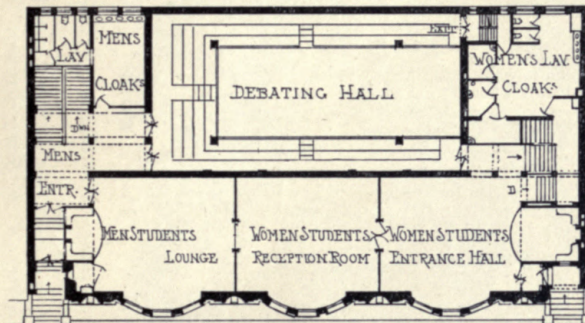 MENS
CLOAKS
LAV.
DEBATING HALL
EXIT
WOMEN'S LAV.
CLOAKS
MENS
ENTR.
D
MEN STUDENTS
LOUNGE
WOMEN STUDENTS
RECEPTION ROOM
WOMEN STUDENTS
ENTRANCE HALL